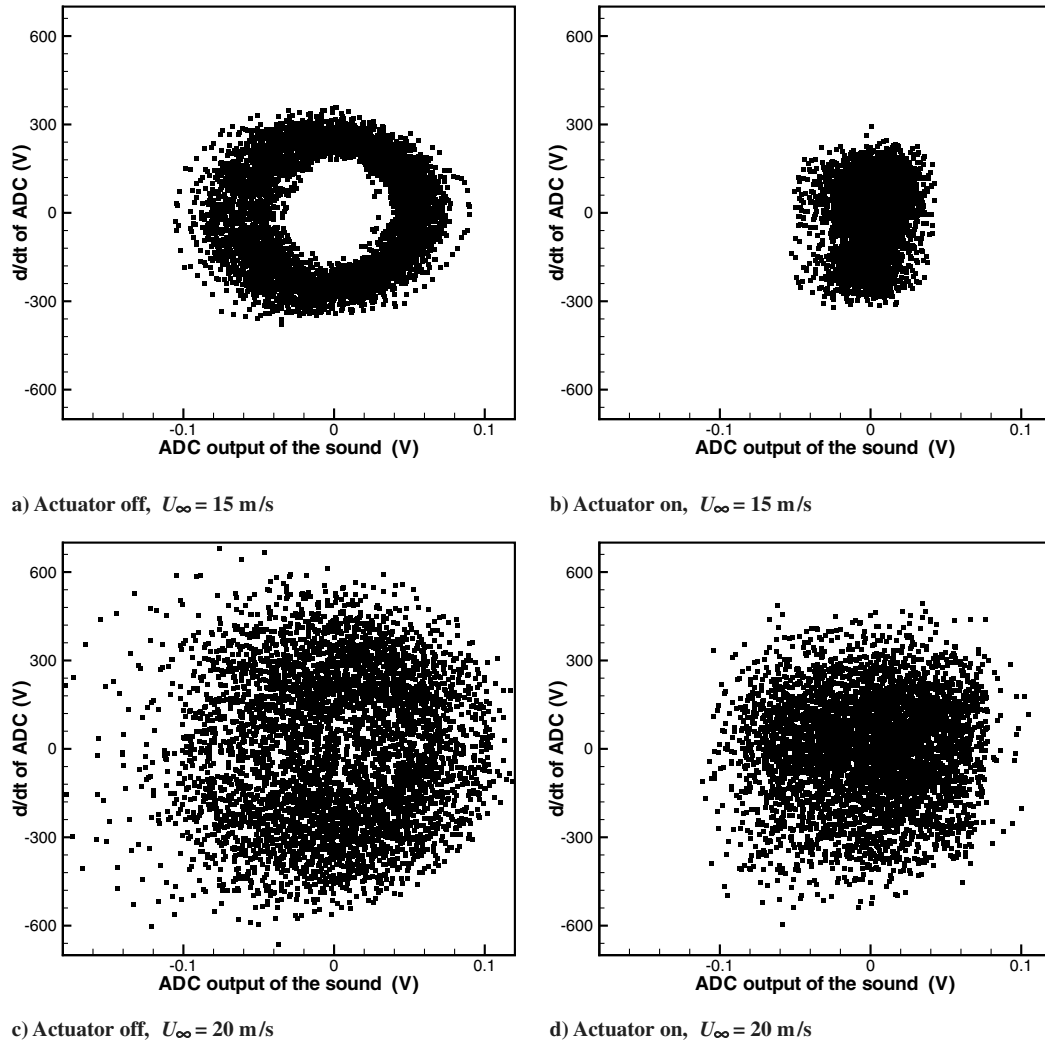 600
300
0
-300
-600
d/dt of ADC (V)
-0.1 0 0.1
ADC output of the sound (V)
a) Actuator off, U∞ = 15 m/s
600
300
0
-300
-600
d/dt of ADC (V)
-0.1 0 0.1
ADC output of the sound (V)
b) Actuator on, U∞ = 15 m/s
600
300
0
-300
-600
d/dt of ADC (V)
-0.1 0 0.1
ADC output of the sound (V)
c) Actuator off, U∞ = 20 m/s
600
300
0
-300
-600
d/dt of ADC (V)
-0.1 0 0.1
ADC output of the sound (V)
d) Actuator on, U∞ = 20 m/s